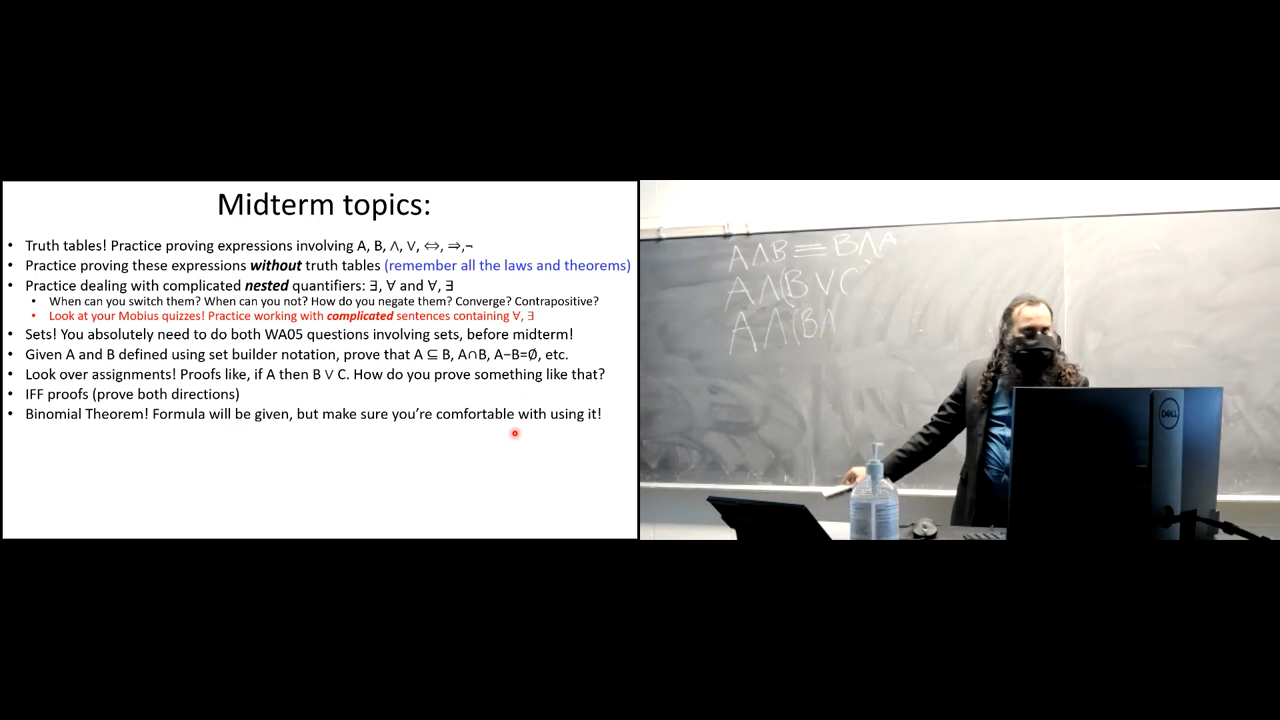 Midterm topics:
• Truth tables! Practice proving expressions involving A, B, ∧, ∨, ⇔, ⇒,¬
• Practice proving these expressions without truth tables (remember all the laws and theorems)
• Practice dealing with complicated nested quantifiers: ∃, ∀ and ∀, ∃
• When can you switch them? When can you not? How do you negate them? Converge? Contrapositive?
• Look at your Mobius quizzes! Practice working with complicated sentences containing ∀, ∃
• Sets! You absolutely need to do both WA05 questions involving sets, before midterm!
• Given A and B defined using set builder notation, prove that A ⊆ B, A∩B, A−B=∅, etc.
• Look over assignments! Proofs like, if A then B ∨ C. How do you prove something like that?
• IFF proofs (prove both directions)
• Binomial Theorem! Formula will be given, but make sure you're comfortable with using it!
A∧B ≡ B∧A
A∧(B∨C
A∧(B∧
DELL